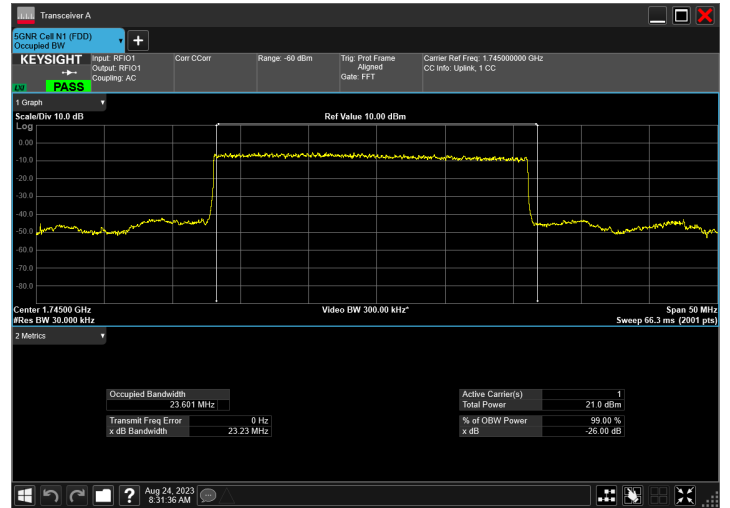 Transceiver A
5GNR Cell N1 (FDD)
Occupied BW
KEYSIGHT
LXI
PASS
Input: RFIO1
Output: RFIO1
Coupling: AC
Corr CCorr
Range: -60 dBm
Trig: Prot Frame
Aligned
Gate: FFT
Carrier Ref Freq: 1.745000000 GHz
CC Info: Uplink, 1 CC
1 Graph
Scale/Div 10.0 dB
Ref Value 10.00 dBm
Log
0.00
-10.0
-20.0
-30.0
-40.0
-50.0
-60.0
-70.0
-80.0
Center 1.74500 GHz
#Res BW 30.000 kHz
Video BW 300.00 kHz*
Span 50 MHz
Sweep 66.3 ms (2001 pts)
2 Metrics
Occupied Bandwidth
23.601 MHz
Transmit Freq Error 0 Hz
x dB Bandwidth 23.23 MHz
Active Carrier(s) 1
Total Power 21.0 dBm
% of OBW Power 99.00 %
x dB -26.00 dB
Aug 24, 2023
8:31:36 AM